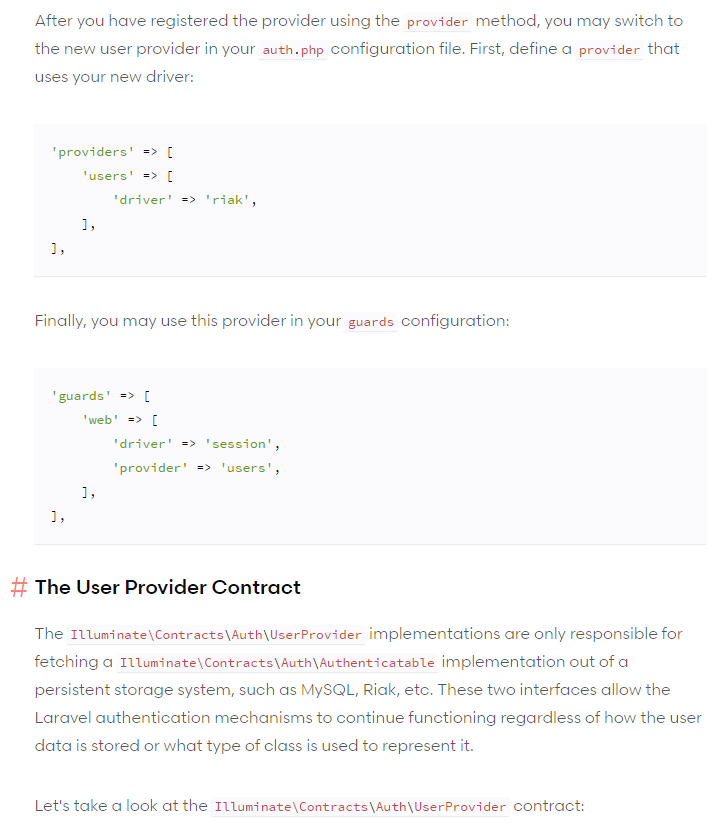 After you have registered the provider using the provider method, you may switch to
the new user provider in your auth.php configuration file. First, define a provider that
uses your new driver:
'providers' => [
    'users' => [
        'driver' => 'riak',
    ],
],
Finally, you may use this provider in your guards configuration:
'guards' => [
    'web' => [
        'driver' => 'session',
        'provider' => 'users',
    ],
],
# The User Provider Contract
The Illuminate\Contracts\Auth\UserProvider implementations are only responsible for
fetching a Illuminate\Contracts\Auth\Authenticatable implementation out of a
persistent storage system, such as MySQL, Riak, etc. These two interfaces allow the
Laravel authentication mechanisms to continue functioning regardless of how the user
data is stored or what type of class is used to represent it.
Let's take a look at the Illuminate\Contracts\Auth\UserProvider contract: